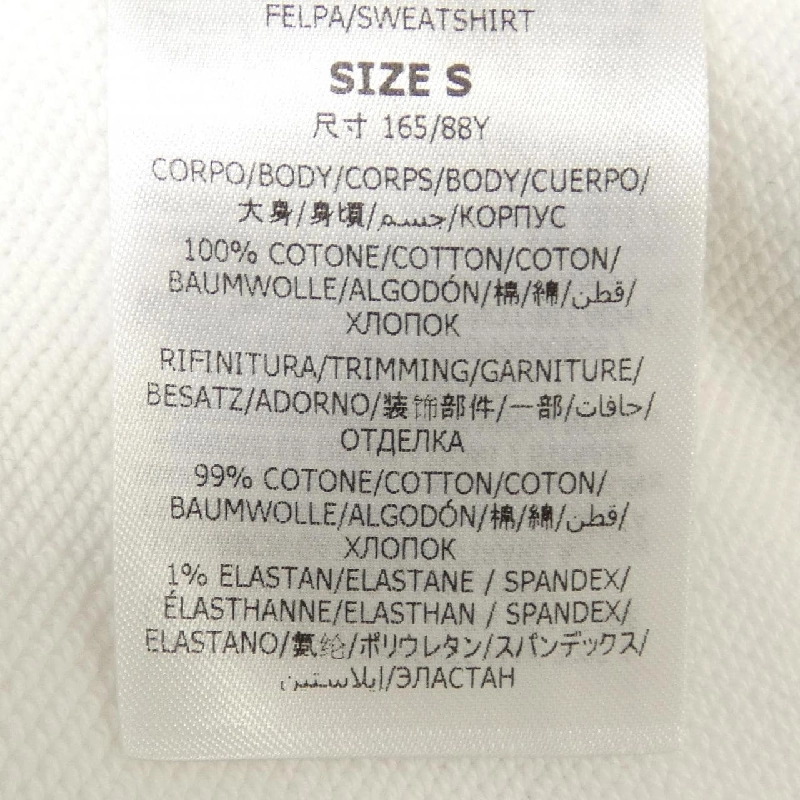 FELPA/SWEATSHIRT
SIZE S
尺寸 165/88Y
CORPO/BODY/CORPS/BODY/CUERPO/
大身/身頃/جسم/КОРПУС
100% COTONE/COTTON/COTON/
BAUMWOLLE/ALGODÓN/棉/綿/قطن/
ХЛОПОК
RIFINITURA/TRIMMING/GARNITURE/
BESATZ/ADORNO/装饰部件/一部/حافات/
ОТДЕЛКА
99% COTONE/COTTON/COTON/
BAUMWOLLE/ALGODÓN/棉/綿/قطن/
ХЛОПОК
1% ELASTAN/ELASTANE / SPANDEX/
ÉLASTHANNE/ELASTHAN / SPANDEX/
ELASTANO/氨纶/ポリウレタン/スパンデックス/
إيلاستين/ЭЛАСТАН